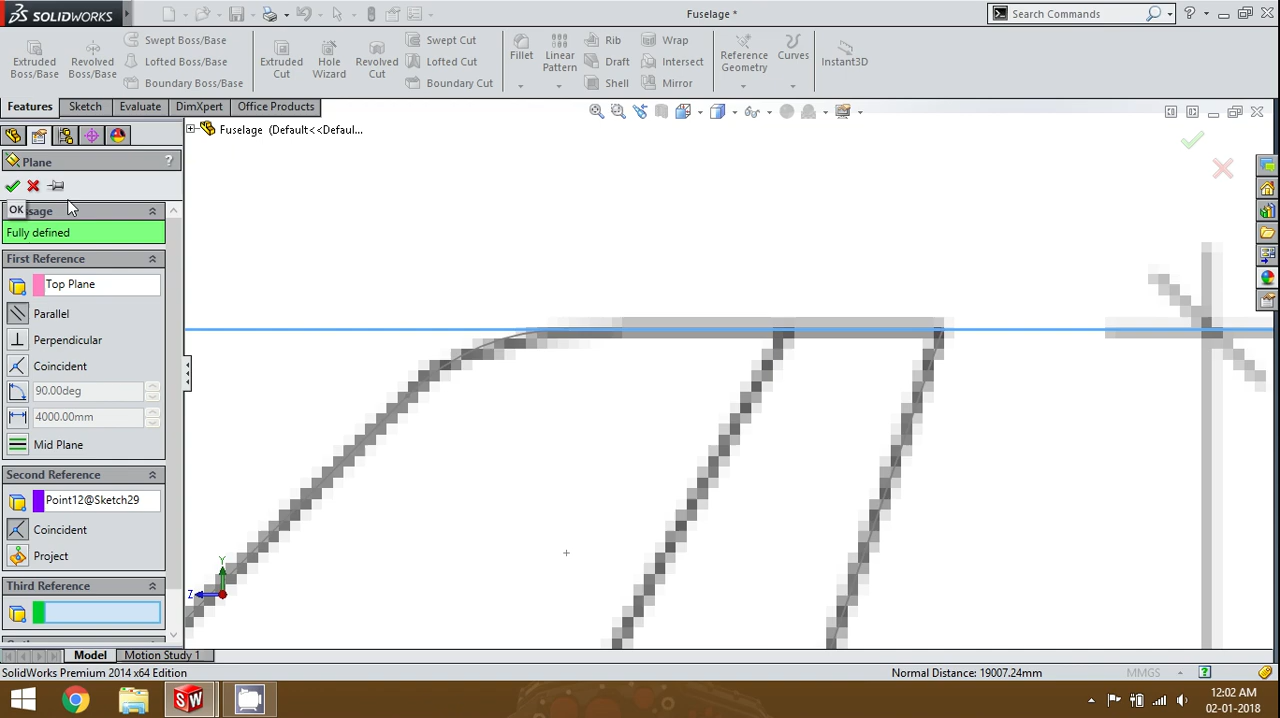 SOLIDWORKS
Fuselage *
Search Commands
Extruded Boss/Base
Revolved Boss/Base
Swept Boss/Base
Lofted Boss/Base
Boundary Boss/Base
Extruded Cut
Hole Wizard
Revolved Cut
Swept Cut
Lofted Cut
Boundary Cut
Fillet
Linear Pattern
Rib
Draft
Shell
Wrap
Intersect
Mirror
Reference Geometry
Curves
Instant3D
Features
Sketch
Evaluate
DimXpert
Office Products
Fuselage (Default<<Defaul...
Plane
?
OK
sage
Fully defined
First Reference
Top Plane
Parallel
Perpendicular
Coincident
90.00deg
4000.00mm
Mid Plane
Second Reference
Point12@Sketch29
Coincident
Project
Third Reference
Y
Z
Model
Motion Study 1
SolidWorks Premium 2014 x64 Edition
Normal Distance: 19007.24mm
MMGS
12:02 AM
02-01-2018